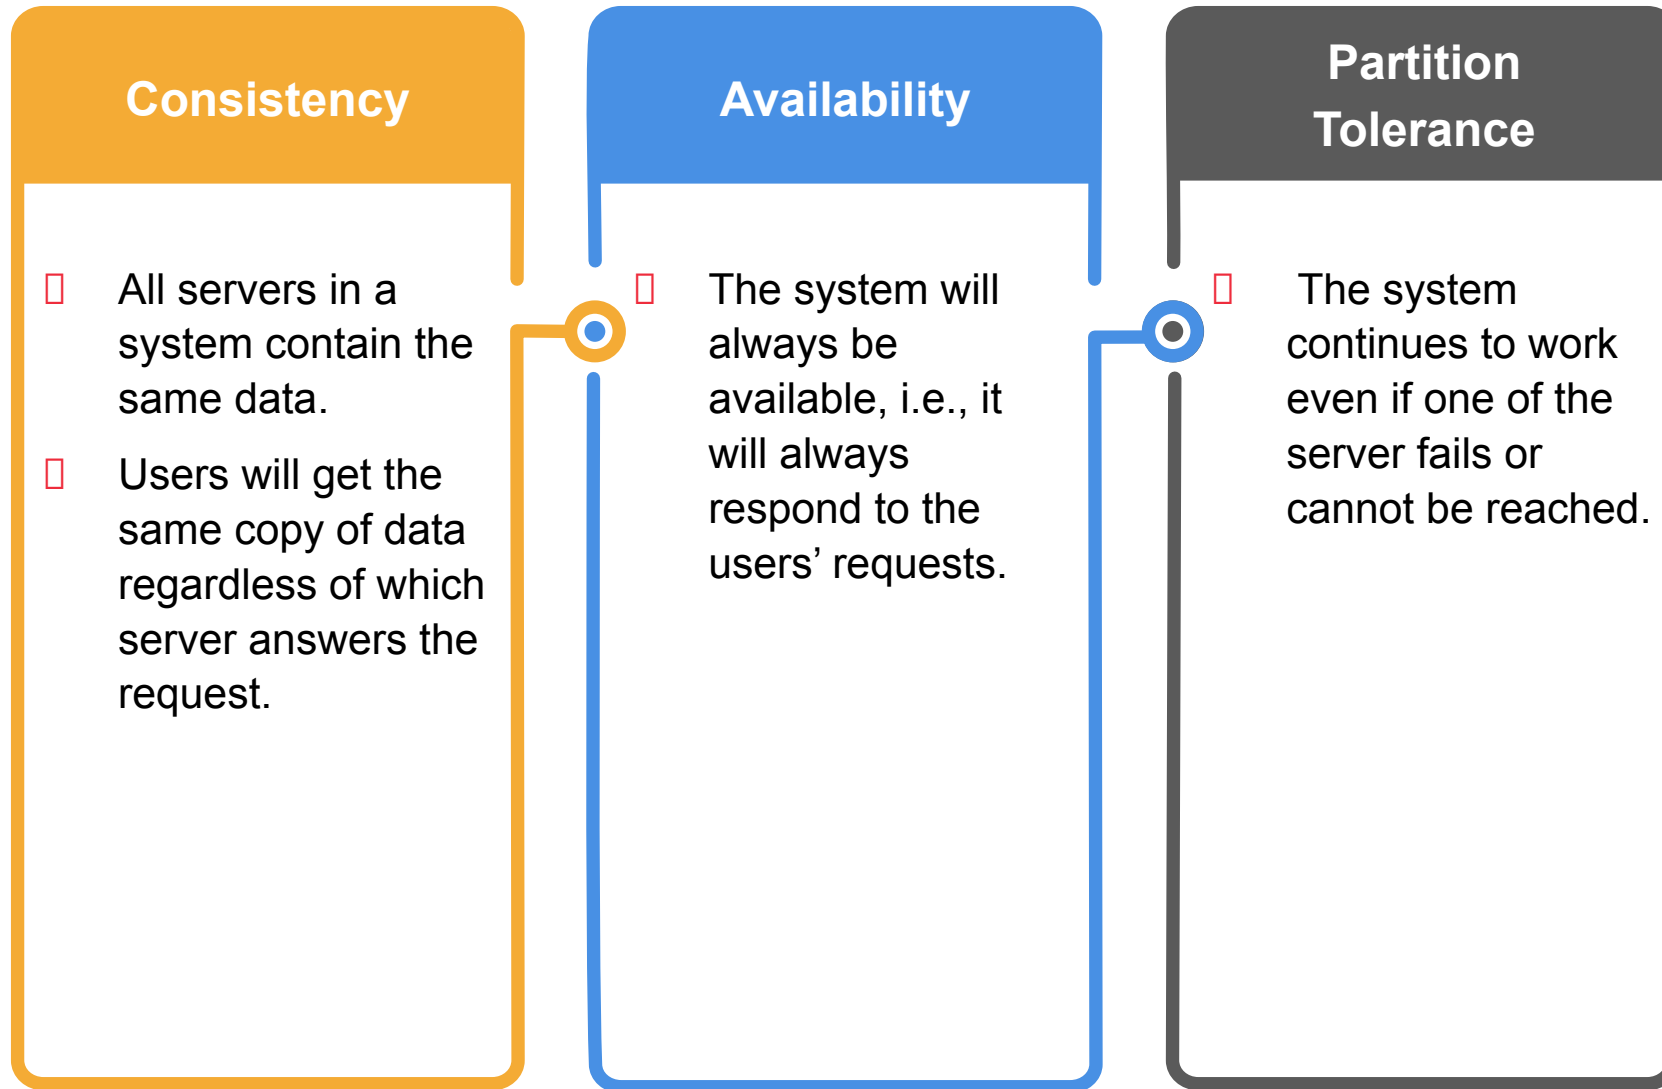 Consistency
All servers in a
system contain the
same data.
Users will get the
same copy of data
regardless of which
server answers the
request.
Availability
The system will
always be
available, i.e., it
will always
respond to the
users’ requests.
Partition
Tolerance
The system
continues to work
even if one of the
server fails or
cannot be reached.